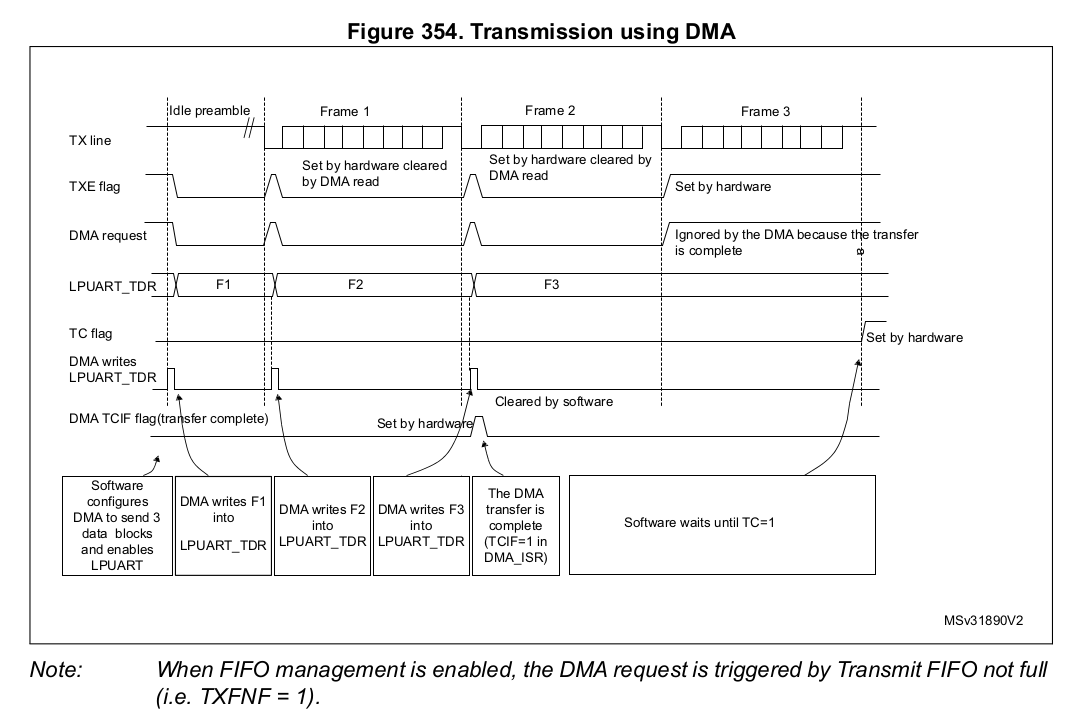 Figure 354. Transmission using DMA
Idle preamble
Frame 1
Frame 2
Frame 3
TX line
Set by hardware cleared
by DMA read
Set by hardware cleared by
DMA read
TXE flag
Set by hardware
DMA request
Ignored by the DMA because the transfer
is complete
LPUART_TDR
F1
F2
F3
TC flag
Set by hardware
DMA writes
LPUART_TDR
Cleared by software
DMA TCIF flag(transfer complete)
Set by hardware
Software
configures
DMA to send 3
data blocks
and enables
LPUART
DMA writes F1
into
LPUART_TDR
DMA writes F2
into
LPUART_TDR
DMA writes F3
into
LPUART_TDR
The DMA
transfer is
complete
(TCIF=1 in
DMA_ISR)
Software waits until TC=1
MSv31890V2
Note: When FIFO management is enabled, the DMA request is triggered by Transmit FIFO not full
(i.e. TXFNF = 1).